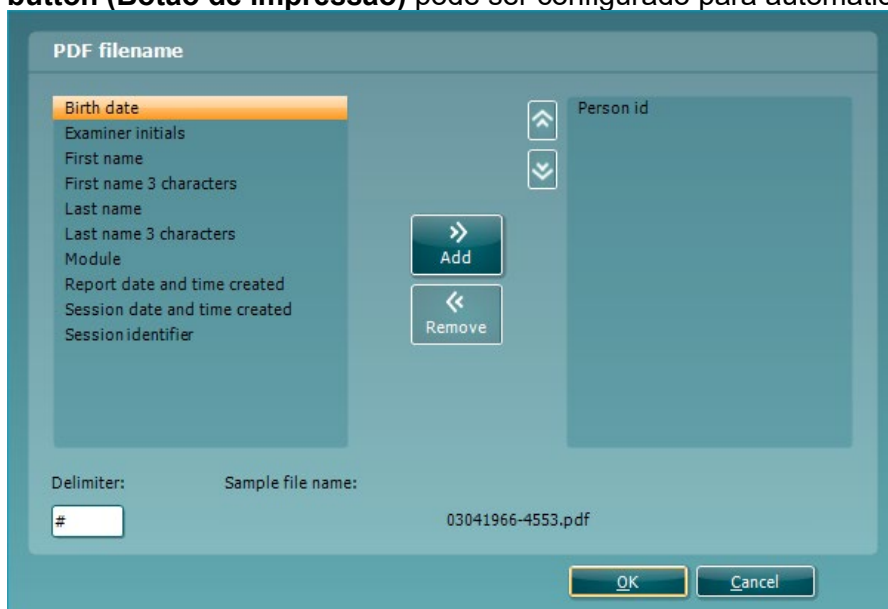 button (Botão de impressão) pode ser configurado para automatic
PDF filename
Birth date
Examiner initials
First name
First name 3 characters
Last name
Last name 3 characters
Module
Report date and time created
Session date and time created
Session identifier
Add
Remove
Person id
Delimiter:
Sample file name:
#
03041966-4553.pdf
OK
Cancel